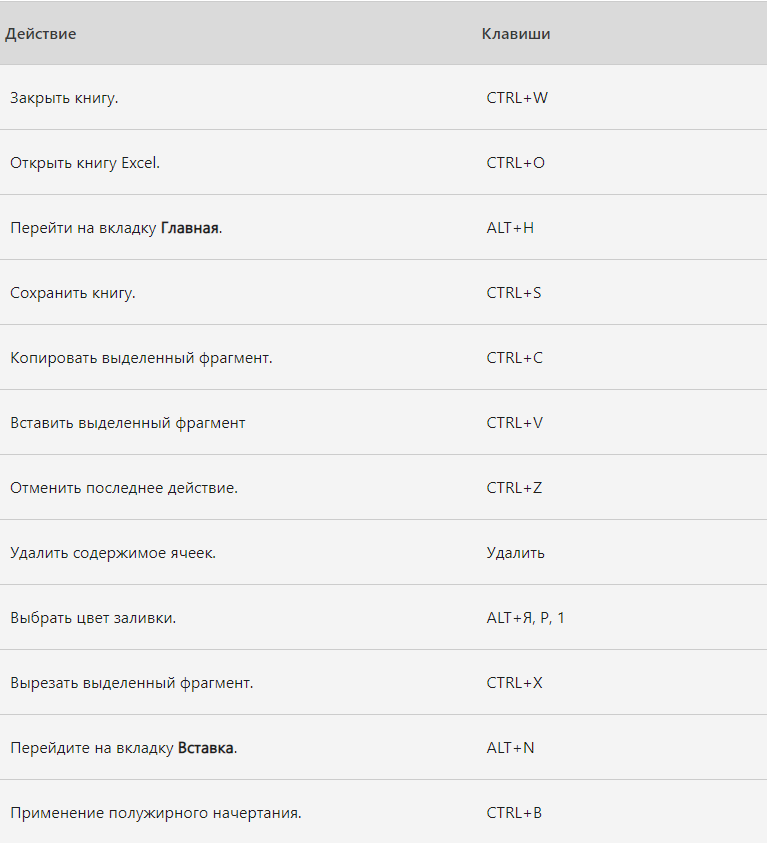 Действие Клавиши
Закрыть книгу. CTRL+W
Открыть книгу Excel. CTRL+O
Перейти на вкладку Главная. ALT+H
Сохранить книгу. CTRL+S
Копировать выделенный фрагмент. CTRL+C
Вставить выделенный фрагмент CTRL+V
Отменить последнее действие. CTRL+Z
Удалить содержимое ячеек. Удалить
Выбрать цвет заливки. ALT+Я, Р, 1
Вырезать выделенный фрагмент. CTRL+X
Перейдите на вкладку Вставка. ALT+N
Применение полужирного начертания. CTRL+B